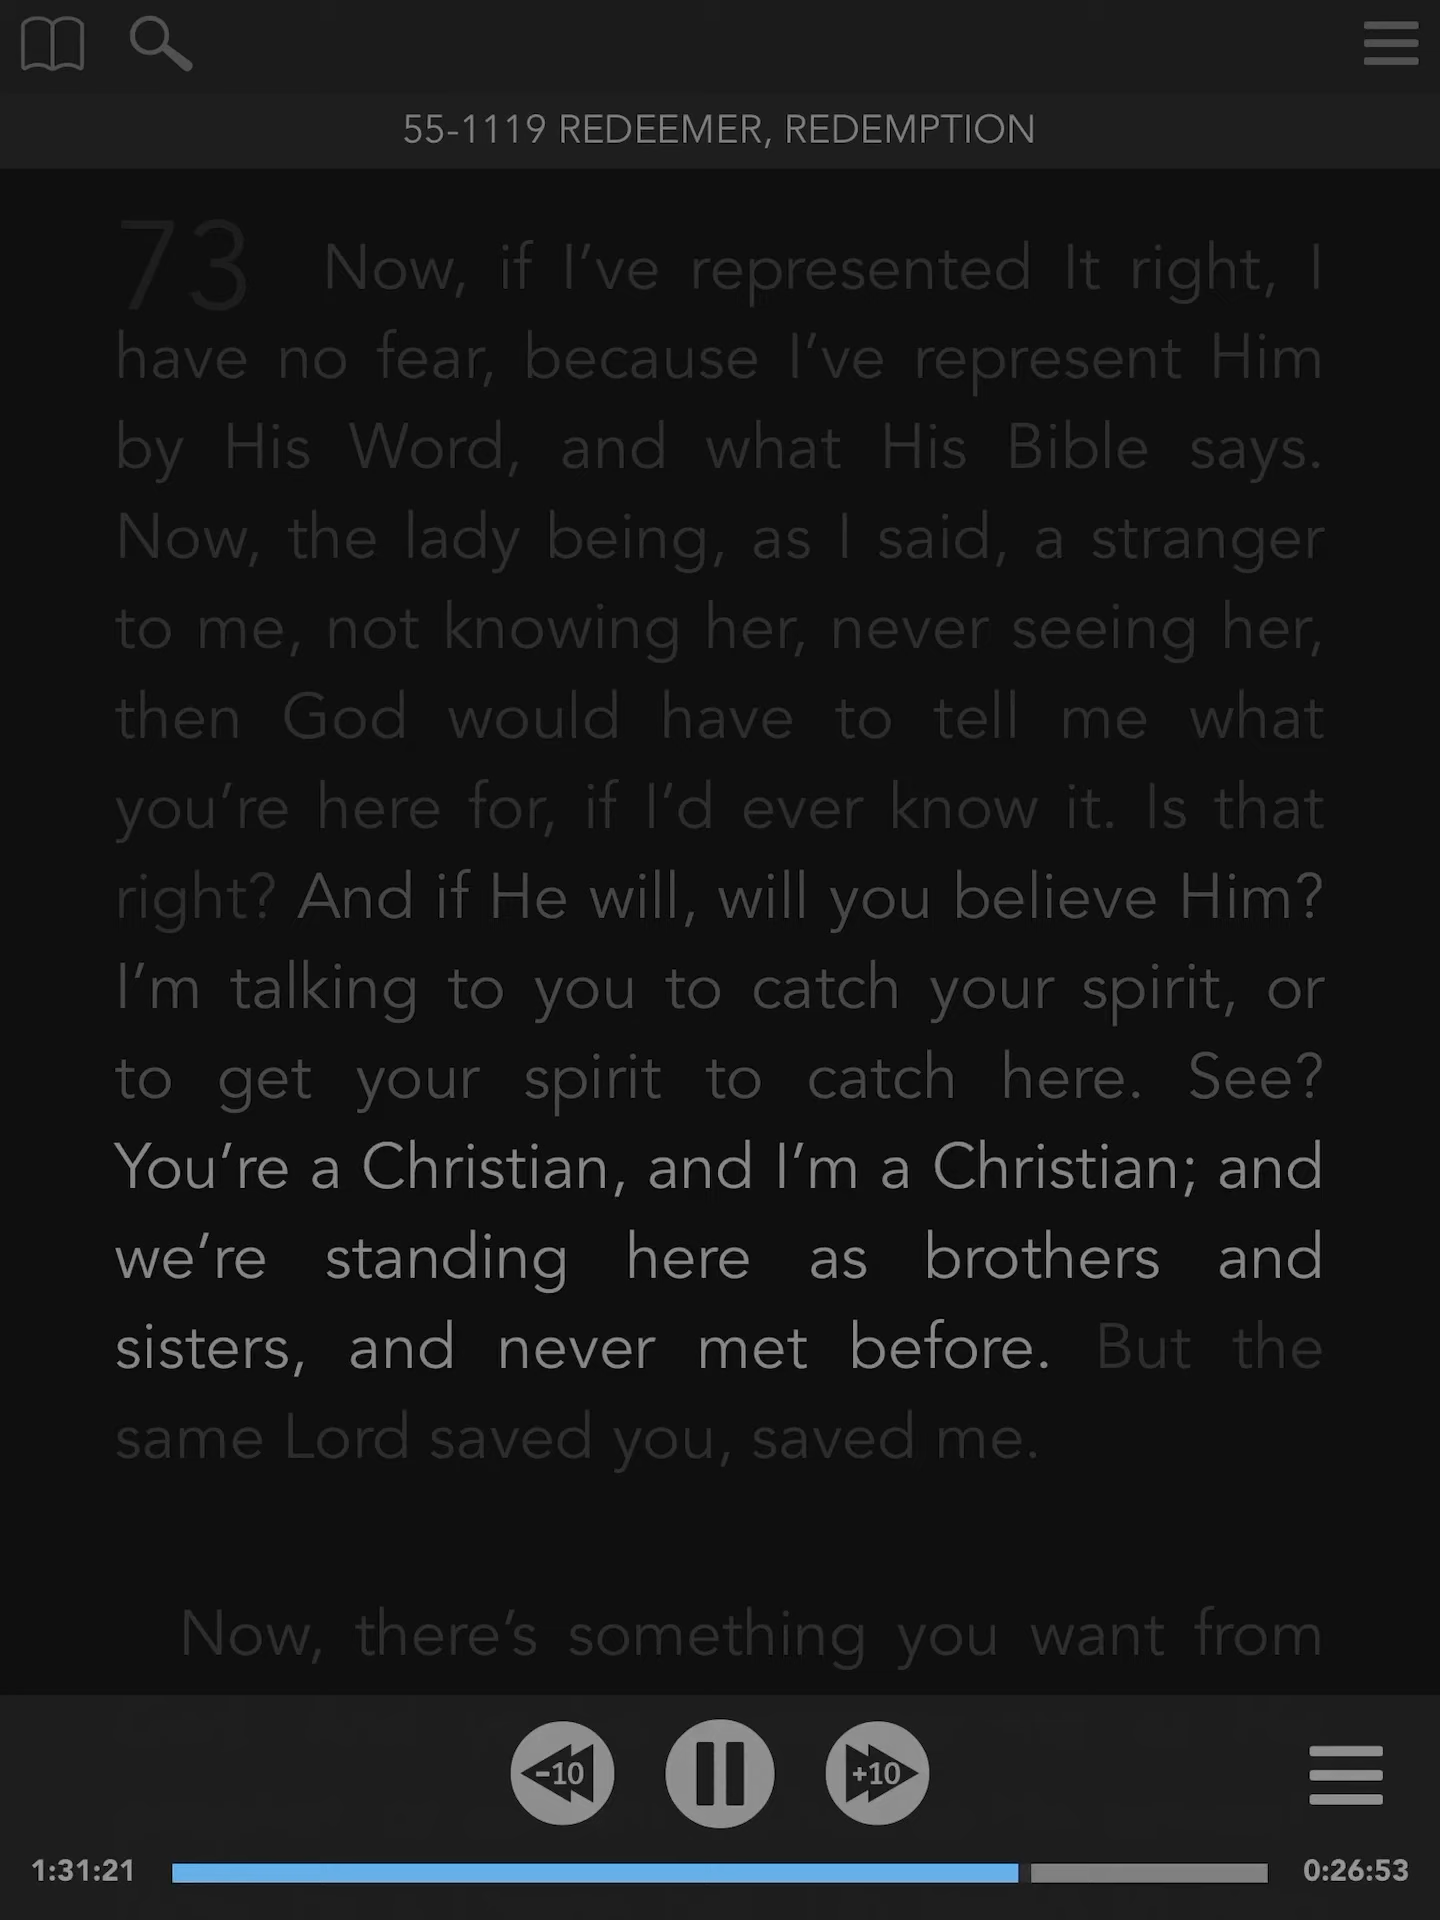 55-1119 REDEEMER, REDEMPTION
73 Now, if I’ve represented It right, I
have no fear, because I’ve represent Him
by His Word, and what His Bible says.
Now, the lady being, as I said, a stranger
to me, not knowing her, never seeing her,
then God would have to tell me what
you’re here for, if I’d ever know it. Is that
right? And if He will, will you believe Him?
I’m talking to you to catch your spirit, or
to get your spirit to catch here. See?
You’re a Christian, and I’m a Christian; and
we’re standing here as brothers and
sisters, and never met before. But the
same Lord saved you, saved me.
Now, there’s something you want from
-10 +10
1:31:21 0:26:53